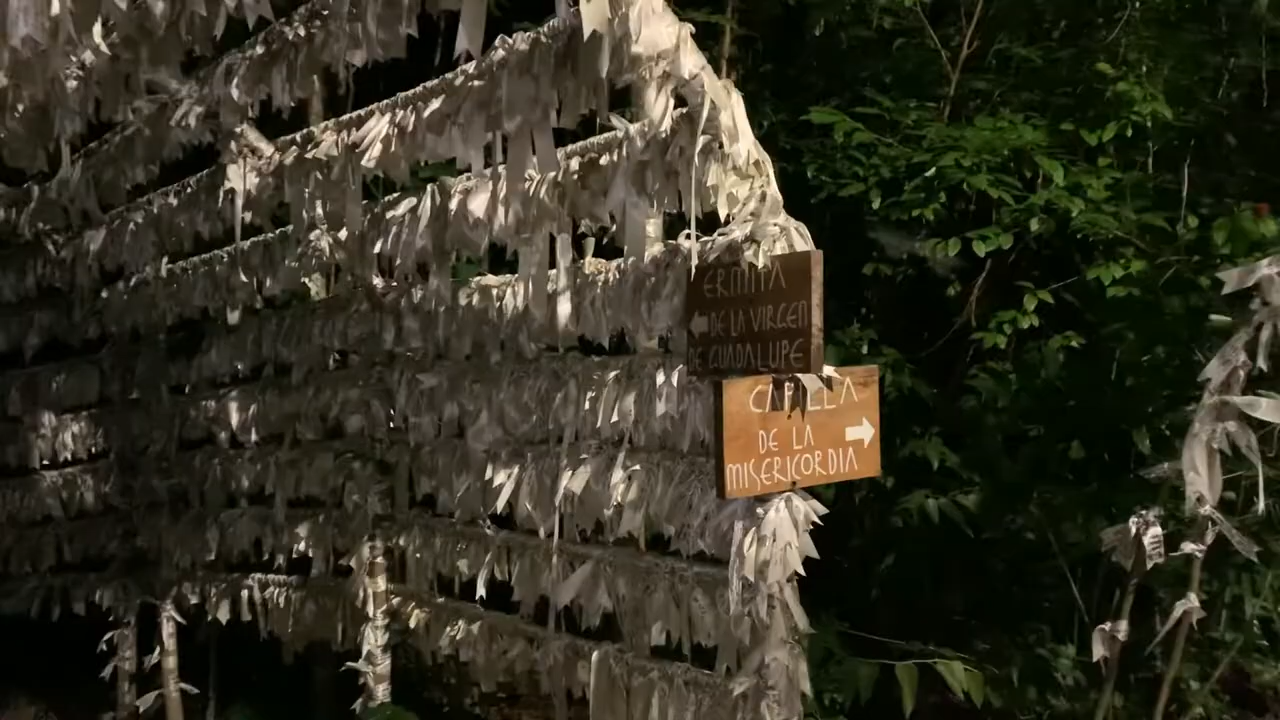 ERMITA
DE LA VIRGEN
DE GUADALUPE
CAPILLA
DE LA
MISERICORDIA